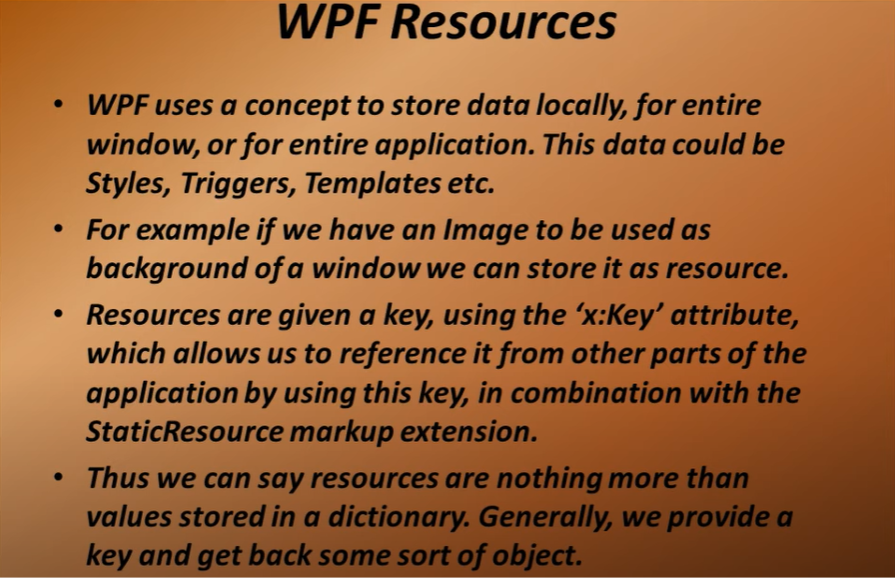 WPF Resources
• WPF uses a concept to store data locally, for entire
window, or for entire application. This data could be
Styles, Triggers, Templates etc.
• For example if we have an Image to be used as
background of a window we can store it as resource.
• Resources are given a key, using the ‘x:Key’ attribute,
which allows us to reference it from other parts of the
application by using this key, in combination with the
StaticResource markup extension.
• Thus we can say resources are nothing more than
values stored in a dictionary. Generally, we provide a
key and get back some sort of object.